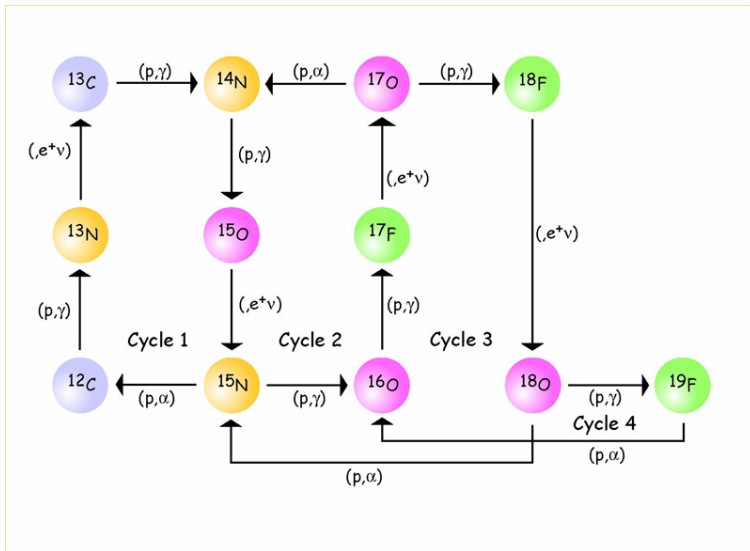 ¹³C (p,γ) ¹⁴N (p,α) ¹⁷O (p,γ) ¹⁸F
(,e⁺ν) (p,γ) (,e⁺ν)
¹³N ¹⁵O ¹⁷F (,e⁺ν)
(p,γ) (,e⁺ν) (p,γ)
Cycle 1 Cycle 2 Cycle 3
¹²C (p,α) ¹⁵N (p,γ) ¹⁶O ¹⁸O (p,γ) ¹⁹F
Cycle 4
(p,α)
(p,α)